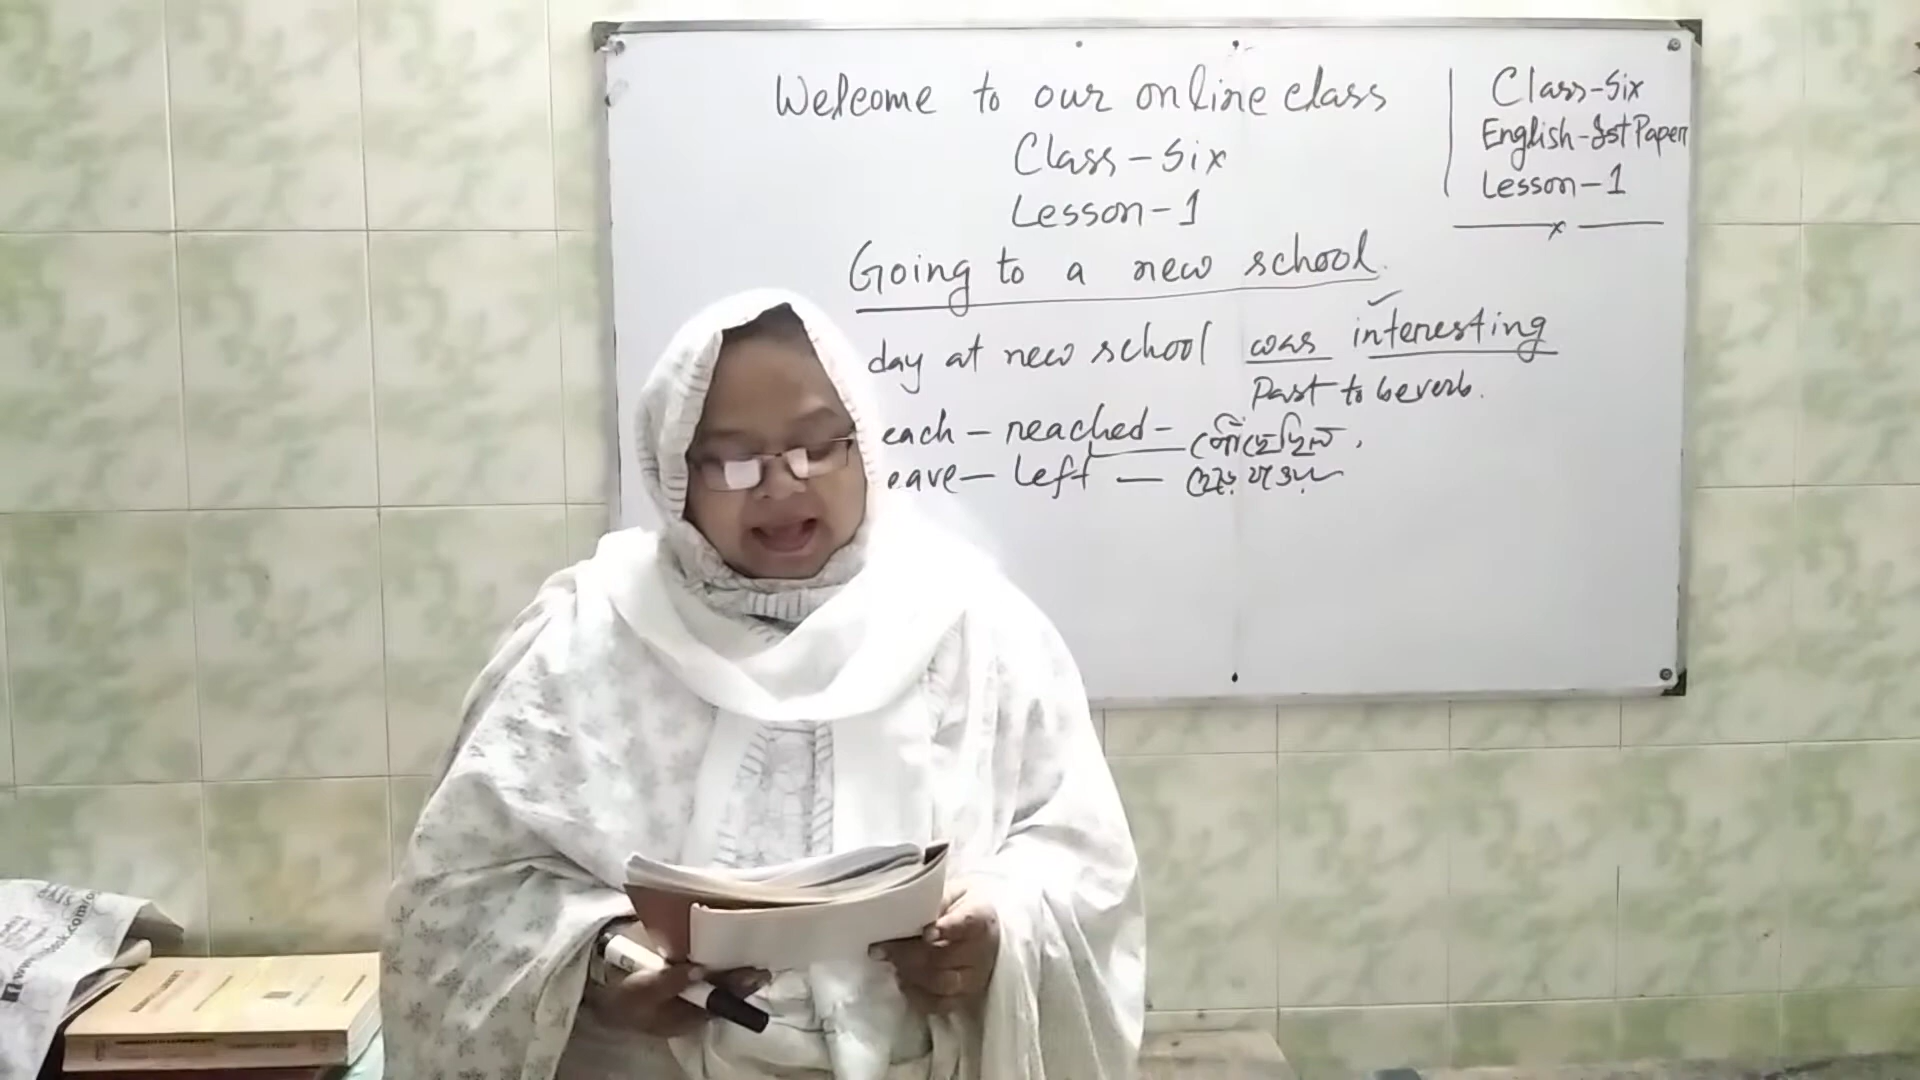 Welcome to our online class
Class-Six
Lesson-1
Going to a new school.
day at new school was interesting
Past to be verb.
each - reached - পৌঁছেছিল,
eave - Left -
Class-Six
English-1st Paper
Lesson-1
x